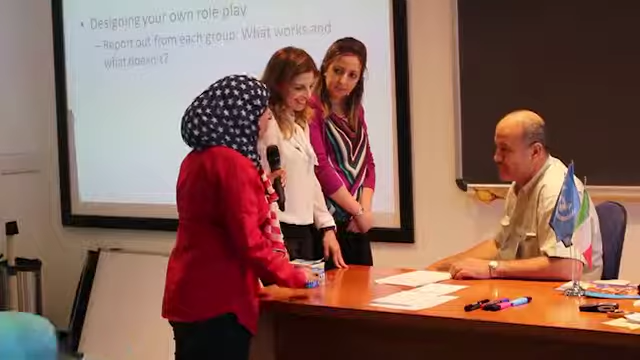 • Designing your own role play
– Report out from each group: What works and
what doesn't?